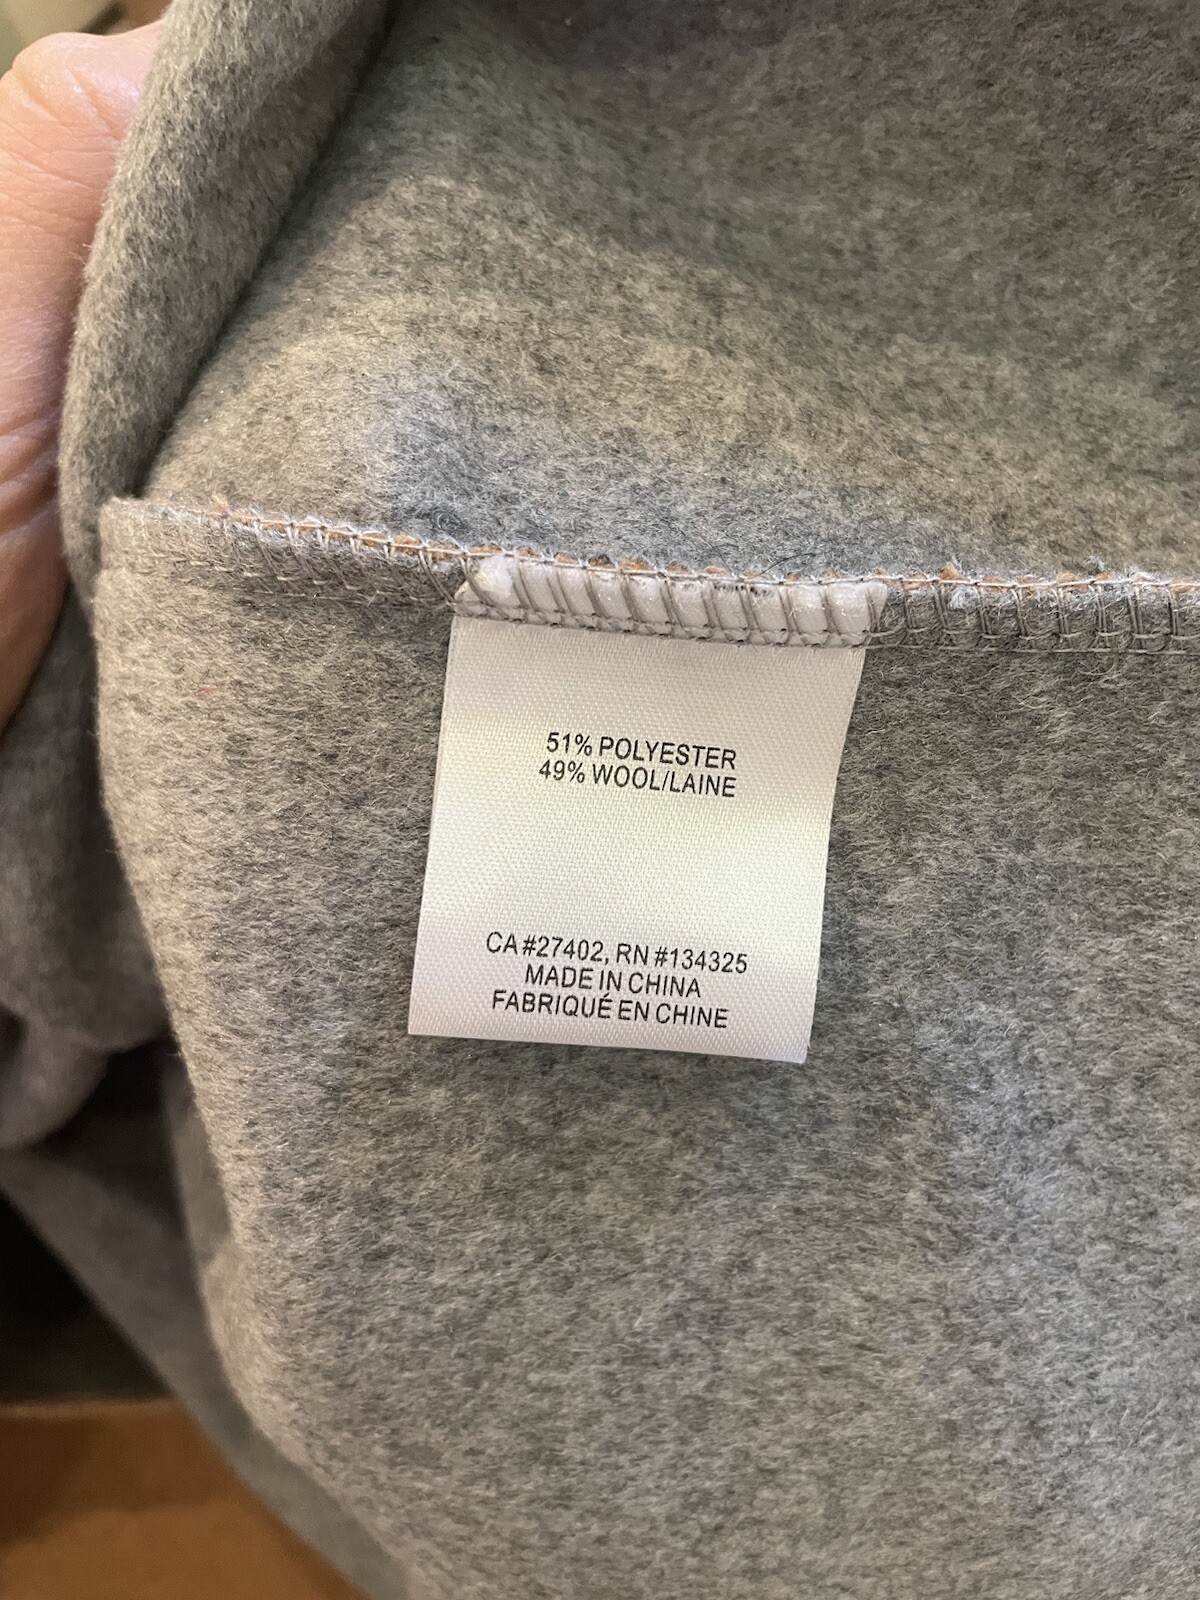 51% POLYESTER
49% WOOL/LAINE
CA #27402, RN #134325
MADE IN CHINA
FABRIQUÉ EN CHINE